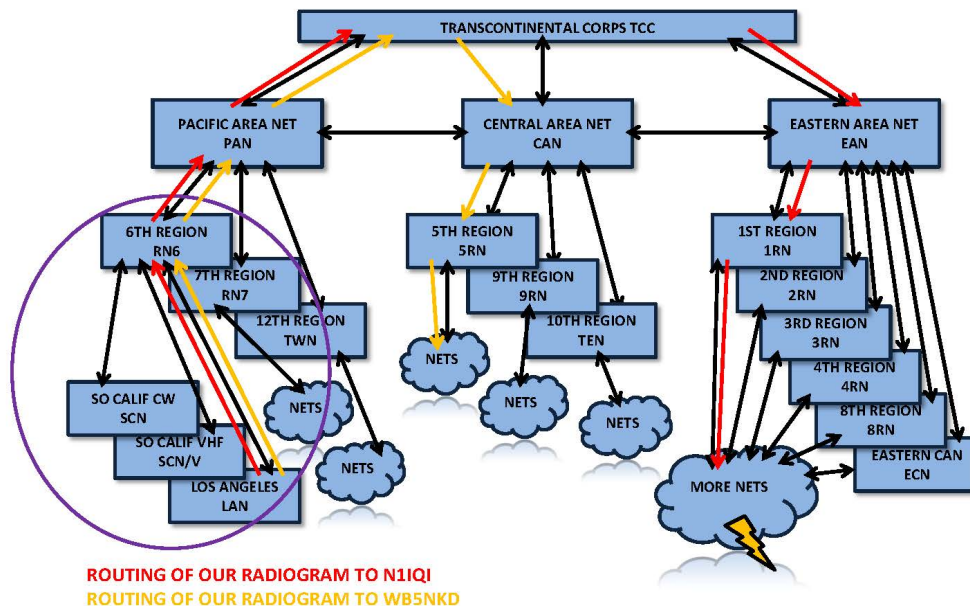 TRANSCONTINENTAL CORPS TCC
PACIFIC AREA NET
PAN
CENTRAL AREA NET
CAN
EASTERN AREA NET
EAN
6TH REGION
RN6
7TH REGION
RN7
12TH REGION
TWN
5TH REGION
5RN
9TH REGION
9RN
10TH REGION
TEN
1ST REGION
1RN
2ND REGION
2RN
3RD REGION
3RN
4TH REGION
4RN
8TH REGION
8RN
EASTERN CAN
ECN
SO CALIF CW
SCN
SO CALIF VHF
SCN/V
LOS ANGELES
LAN
NETS
NETS
NETS
NETS
NETS
MORE NETS
ROUTING OF OUR RADIOGRAM TO N1IQI
ROUTING OF OUR RADIOGRAM TO WB5NKD